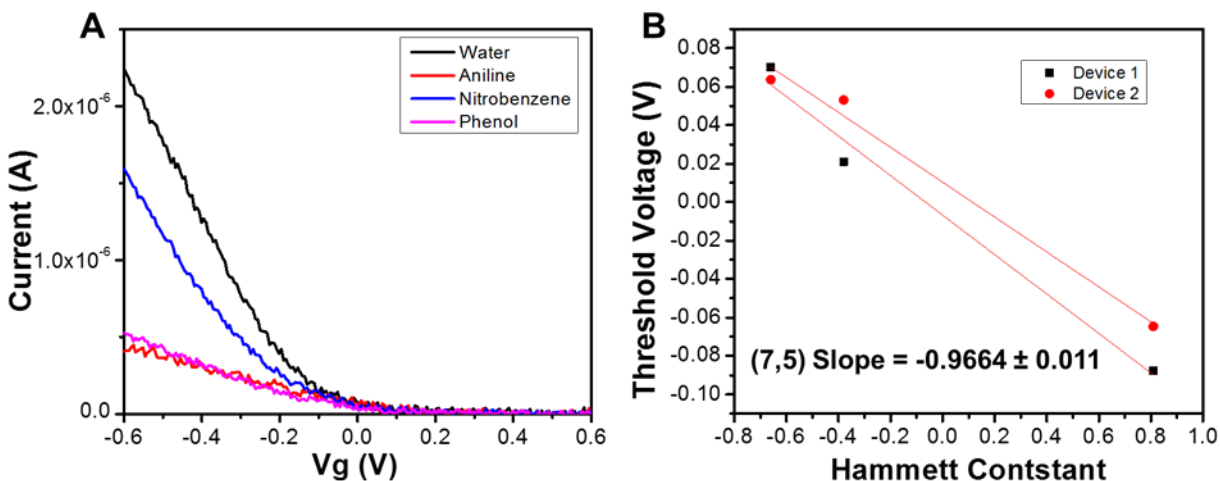 A
Water
Aniline
Nitrobenzene
Phenol
2.0x10⁻⁶
1.0x10⁻⁶
0.0
Current (A)
-0.6 -0.4 -0.2 0.0 0.2 0.4 0.6
Vg (V)
B
Device 1
Device 2
0.08
0.06
0.04
0.02
0.00
-0.02
-0.04
-0.06
-0.08
-0.10
Threshold Voltage (V)
(7,5) Slope = -0.9664 ± 0.011
-0.8 -0.6 -0.4 -0.2 0.0 0.2 0.4 0.6 0.8 1.0
Hammett Contstant